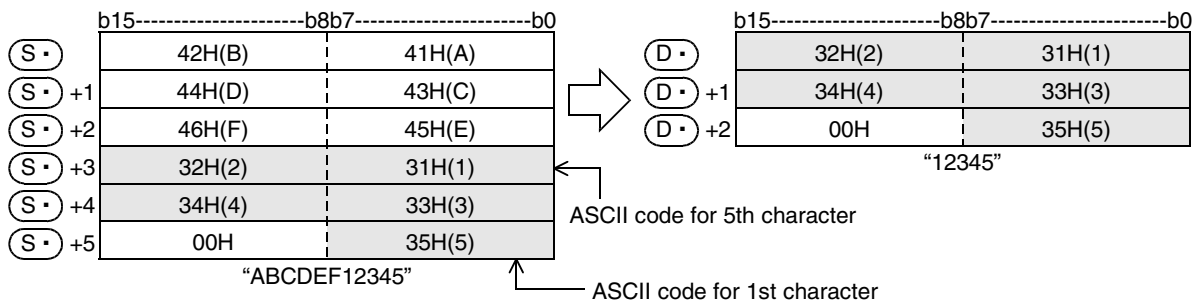 b15-----------------------b8b7------------------------b0 b15-----------------------b8b7------------------------b0
S· 42H(B) 41H(A) D· 32H(2) 31H(1)
S· +1 44H(D) 43H(C) D· +1 34H(4) 33H(3)
S· +2 46H(F) 45H(E) D· +2 00H 35H(5)
S· +3 32H(2) 31H(1) “12345”
S· +4 34H(4) 33H(3) ASCII code for 5th character
S· +5 00H 35H(5)
“ABCDEF12345”
ASCII code for 1st character